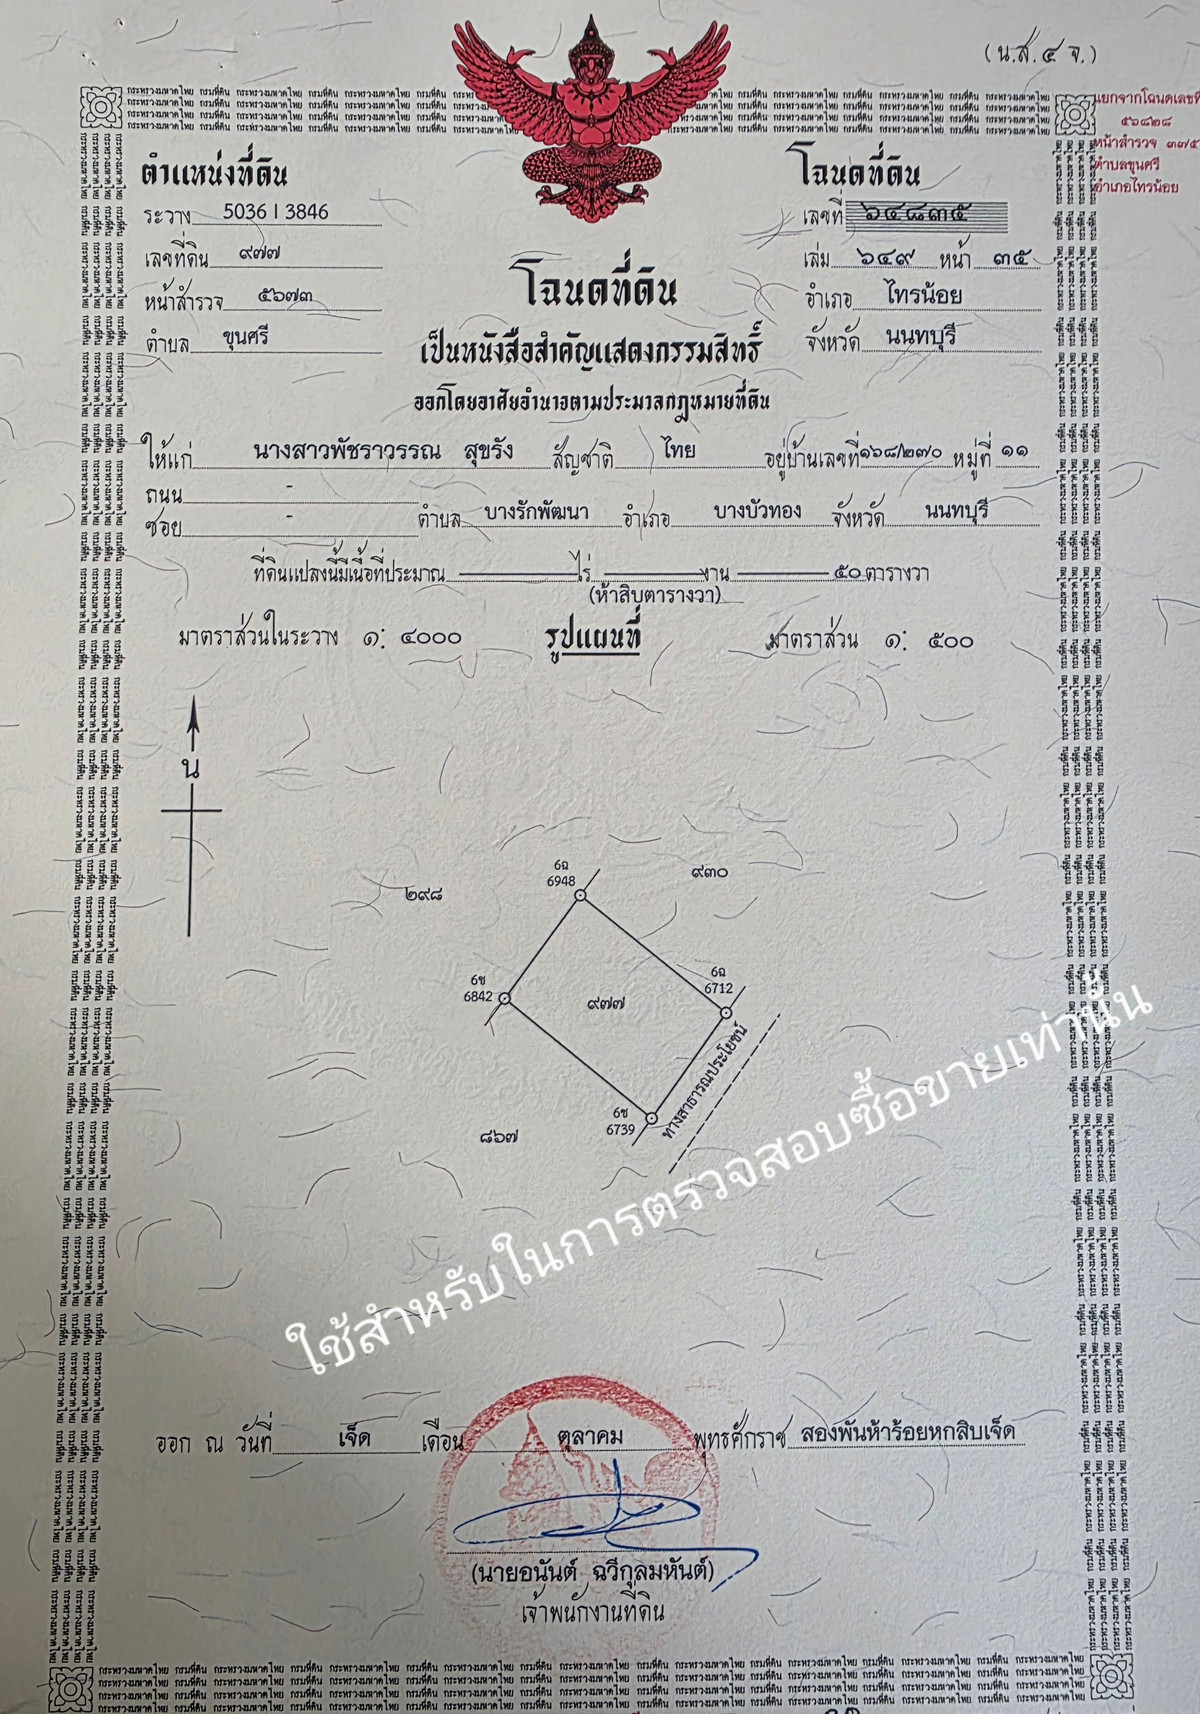 (น.ส.๔ จ.)
แยกจากโฉนดเลขที่
๕๖๘๒๘
หน้าสำรวจ ๓๓๗๕
ตำบลขุนศรี
อำเภอไทรน้อย
ตำแหน่งที่ดิน
ระวาง 5036 I 3846
เลขที่ดิน ๙๗๗
หน้าสำรวจ ๕๖๗๓
ตำบล ขุนศรี
โฉนดที่ดิน
เลขที่ ๖๔๘๓๕
เล่ม ๖๔๙ หน้า ๓๕
อำเภอ ไทรน้อย
จังหวัด นนทบุรี
โฉนดที่ดิน
เป็นหนังสือสำคัญแสดงกรรมสิทธิ์
ออกโดยอาศัยอำนาจตามประมวลกฎหมายที่ดิน
ให้แก่ นางสาวพัชราวรรณ สุขรัง สัญชาติ ไทย อยู่บ้านเลขที่ ๑๖๘/๒๗๐ หมู่ที่ ๑๑
ถนน -
ซอย - ตำบล บางรักพัฒนา อำเภอ บางบัวทอง จังหวัด นนทบุรี
ที่ดินแปลงนี้มีเนื้อที่ประมาณ ไร่ งาน ๕๐ ตารางวา
(ห้าสิบตารางวา)
มาตราส่วนในระวาง ๑: ๔๐๐๐ รูปแผนที่ มาตราส่วน ๑: ๕๐๐
น
6ฉ
6948
๙๓๐
๒๙๘
6ฉ
6712
6ช
6842
๙๗๗
ทางสาธารณประโยชน์
6ช
6739
๘๖๗
ใช้สำหรับในการตรวจสอบซื้อขายเท่านั้น
ออก ณ วันที่ เจ็ด เดือน ตุลาคม พุทธศักราช สองพันห้าร้อยหกสิบเจ็ด
(นายอนันต์ ฉวีกุลมหันต์)
เจ้าพนักงานที่ดิน
กระทรวงมหาดไทย กรมที่ดิน